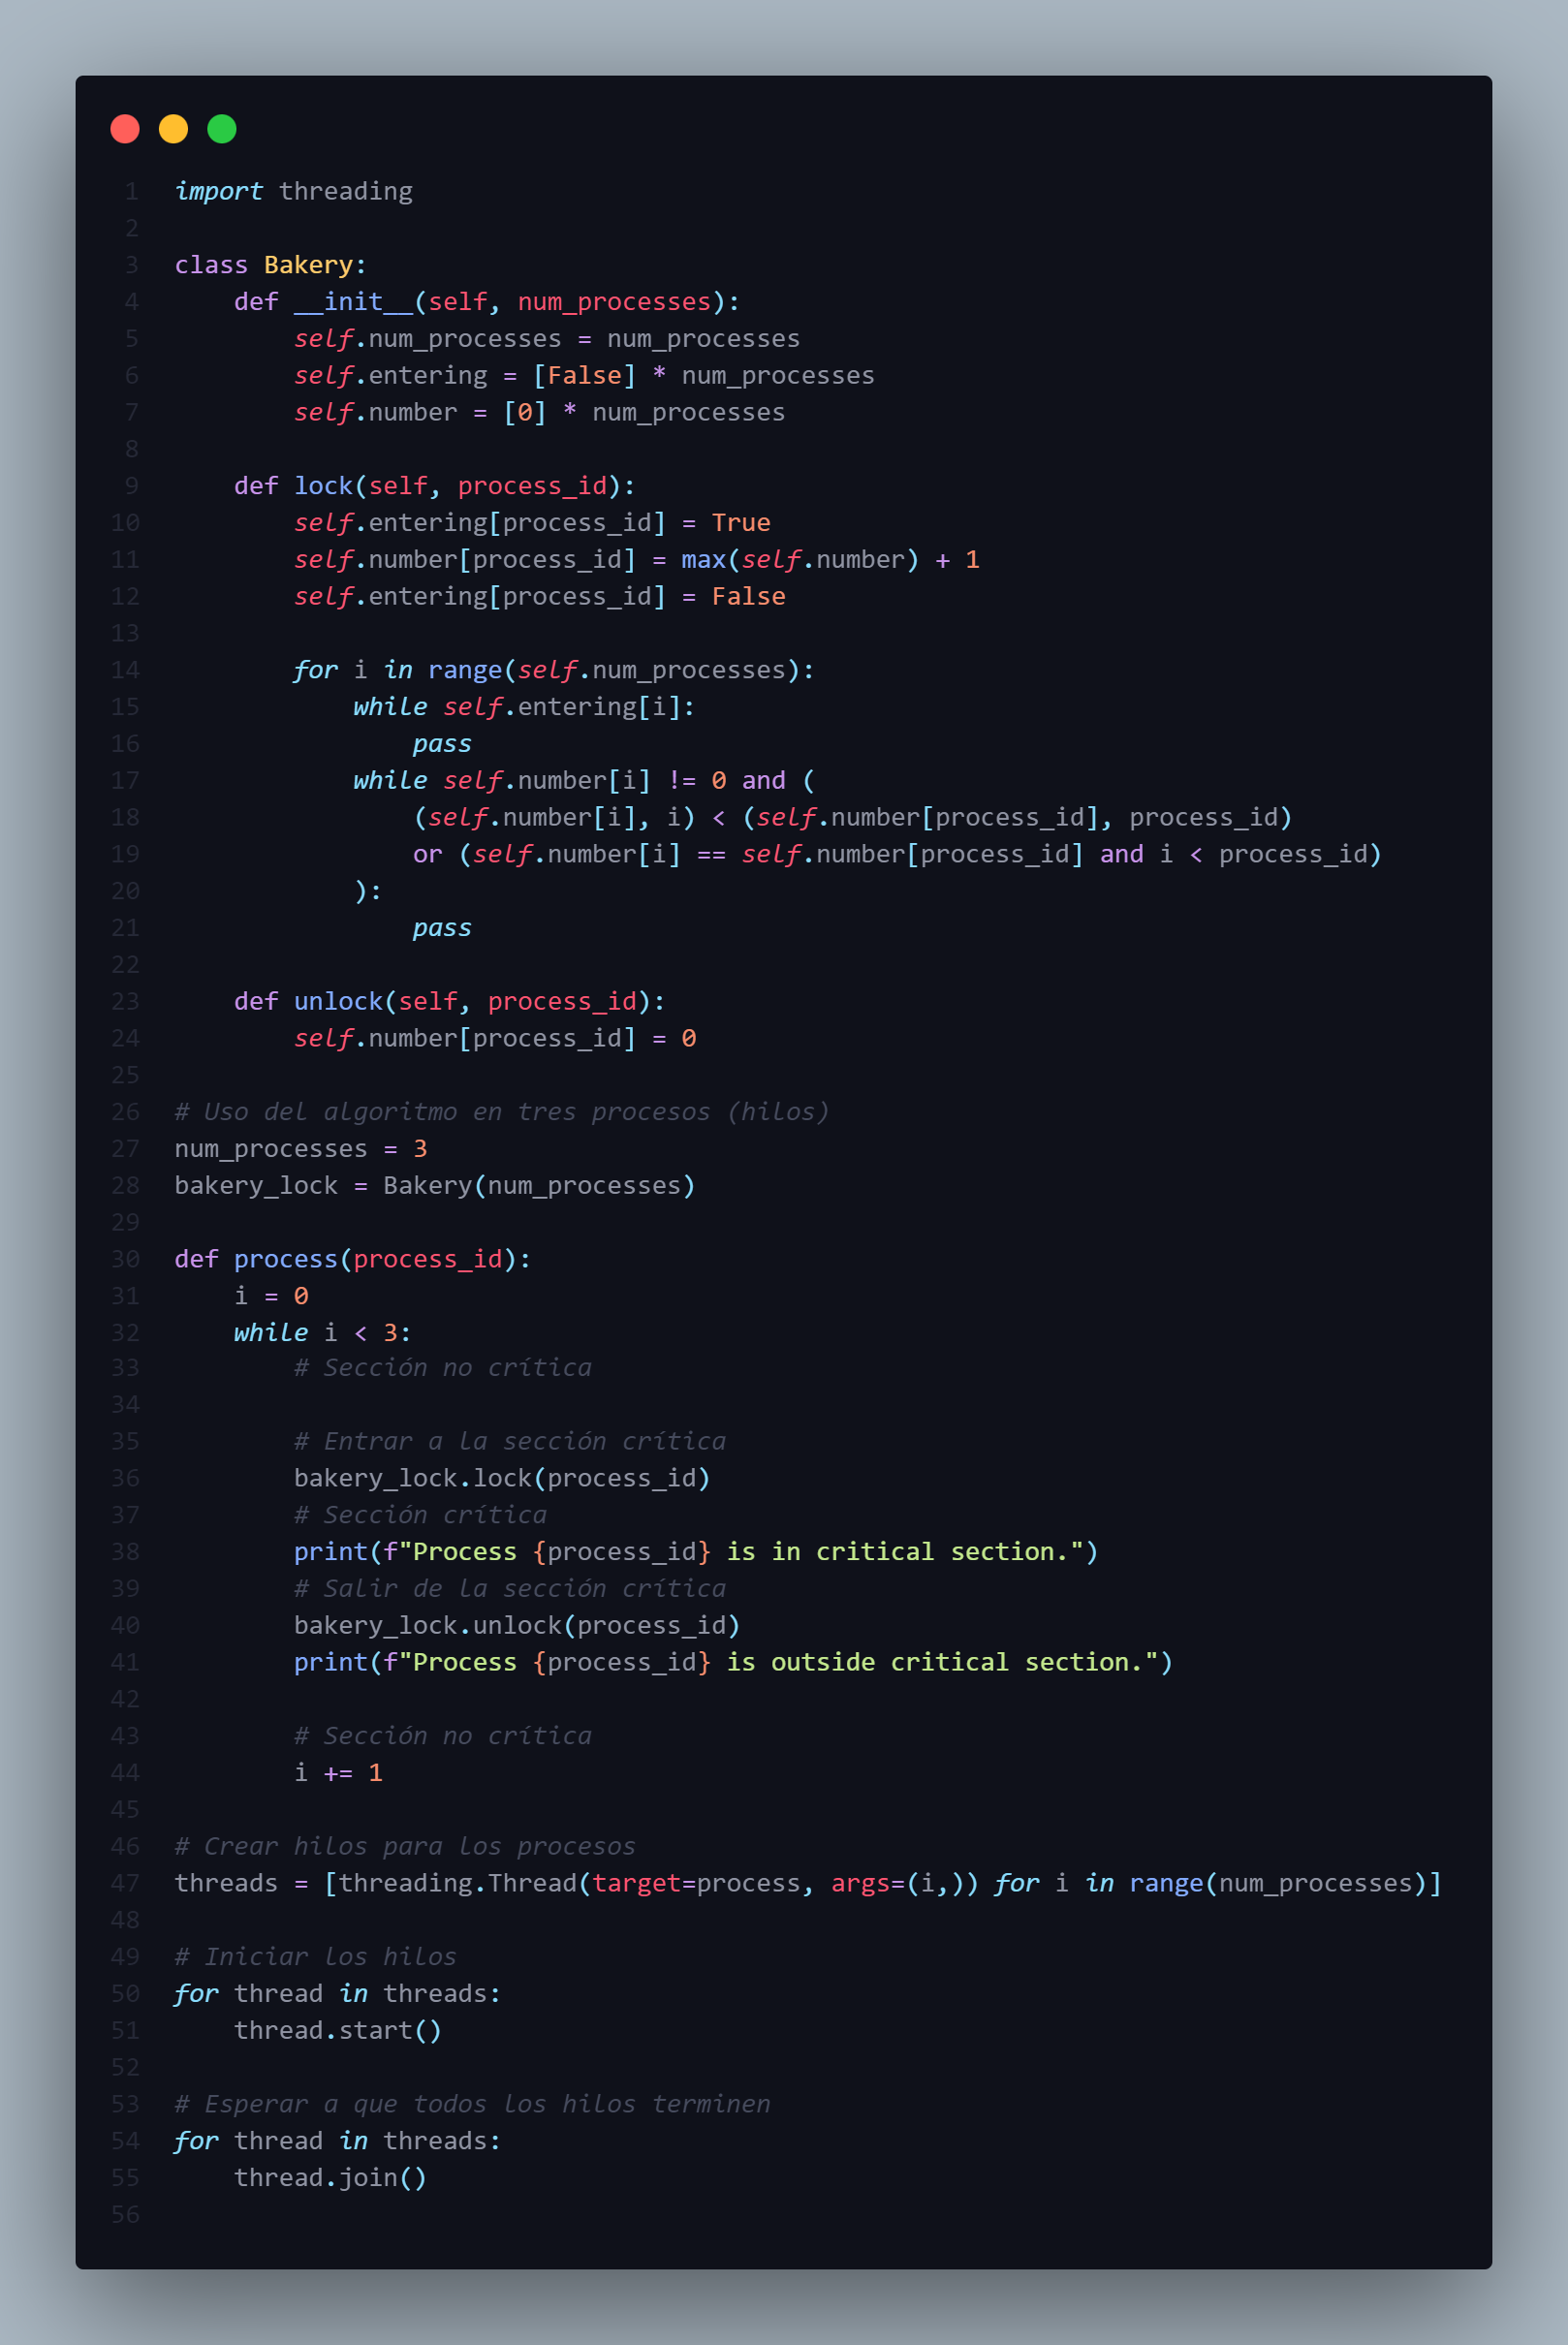 1 import threading
2
3 class Bakery:
4     def __init__(self, num_processes):
5         self.num_processes = num_processes
6         self.entering = [False] * num_processes
7         self.number = [0] * num_processes
8
9     def lock(self, process_id):
10         self.entering[process_id] = True
11         self.number[process_id] = max(self.number) + 1
12         self.entering[process_id] = False
13
14         for i in range(self.num_processes):
15             while self.entering[i]:
16                 pass
17             while self.number[i] != 0 and (
18                 (self.number[i], i) < (self.number[process_id], process_id)
19                 or (self.number[i] == self.number[process_id] and i < process_id)
20             ):
21                 pass
22
23     def unlock(self, process_id):
24         self.number[process_id] = 0
25
26 # Uso del algoritmo en tres procesos (hilos)
27 num_processes = 3
28 bakery_lock = Bakery(num_processes)
29
30 def process(process_id):
31     i = 0
32     while i < 3:
33         # Sección no crítica
34
35         # Entrar a la sección crítica
36         bakery_lock.lock(process_id)
37         # Sección crítica
38         print(f"Process {process_id} is in critical section.")
39         # Salir de la sección crítica
40         bakery_lock.unlock(process_id)
41         print(f"Process {process_id} is outside critical section.")
42
43         # Sección no crítica
44         i += 1
45
46 # Crear hilos para los procesos
47 threads = [threading.Thread(target=process, args=(i,)) for i in range(num_processes)]
48
49 # Iniciar los hilos
50 for thread in threads:
51     thread.start()
52
53 # Esperar a que todos los hilos terminen
54 for thread in threads:
55     thread.join()
56